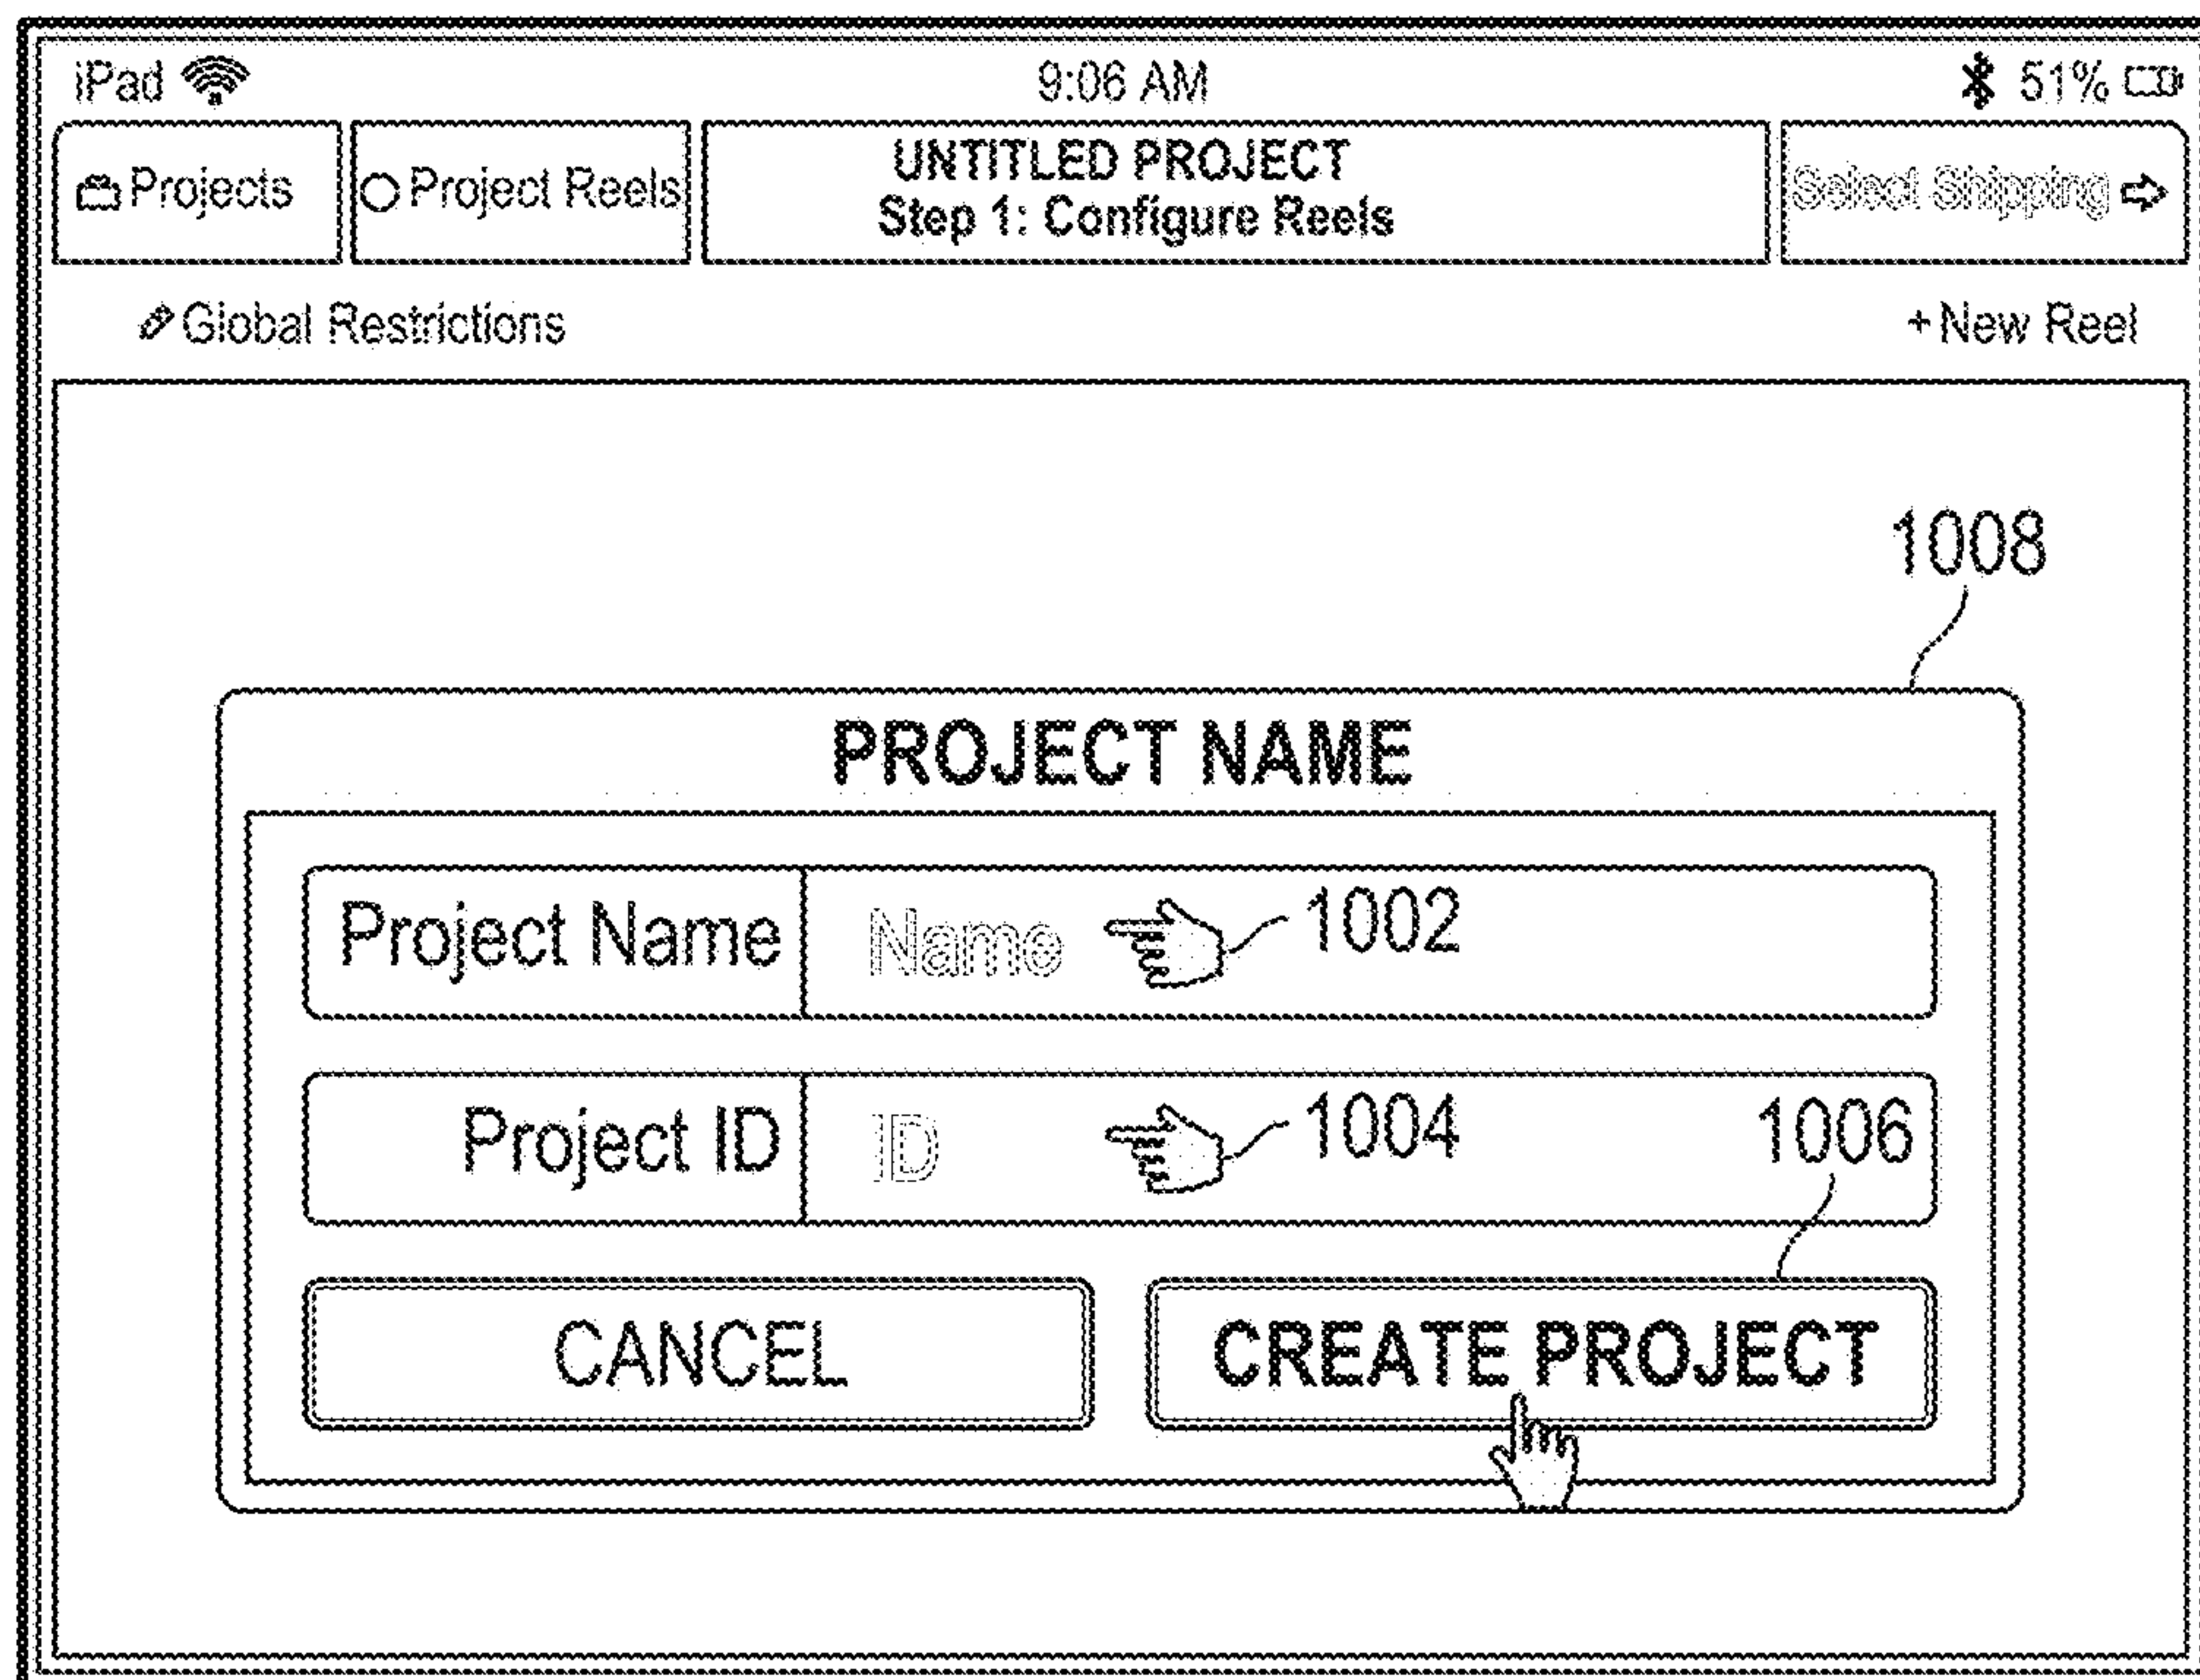 iPad 9:06 AM 51%
Projects Project Reels UNTITLED PROJECT Select Shipping
Step 1: Configure Reels
Global Restrictions +New Reel
1008
PROJECT NAME
Project Name Name 1002
Project ID ID 1004 1006
CANCEL CREATE PROJECT